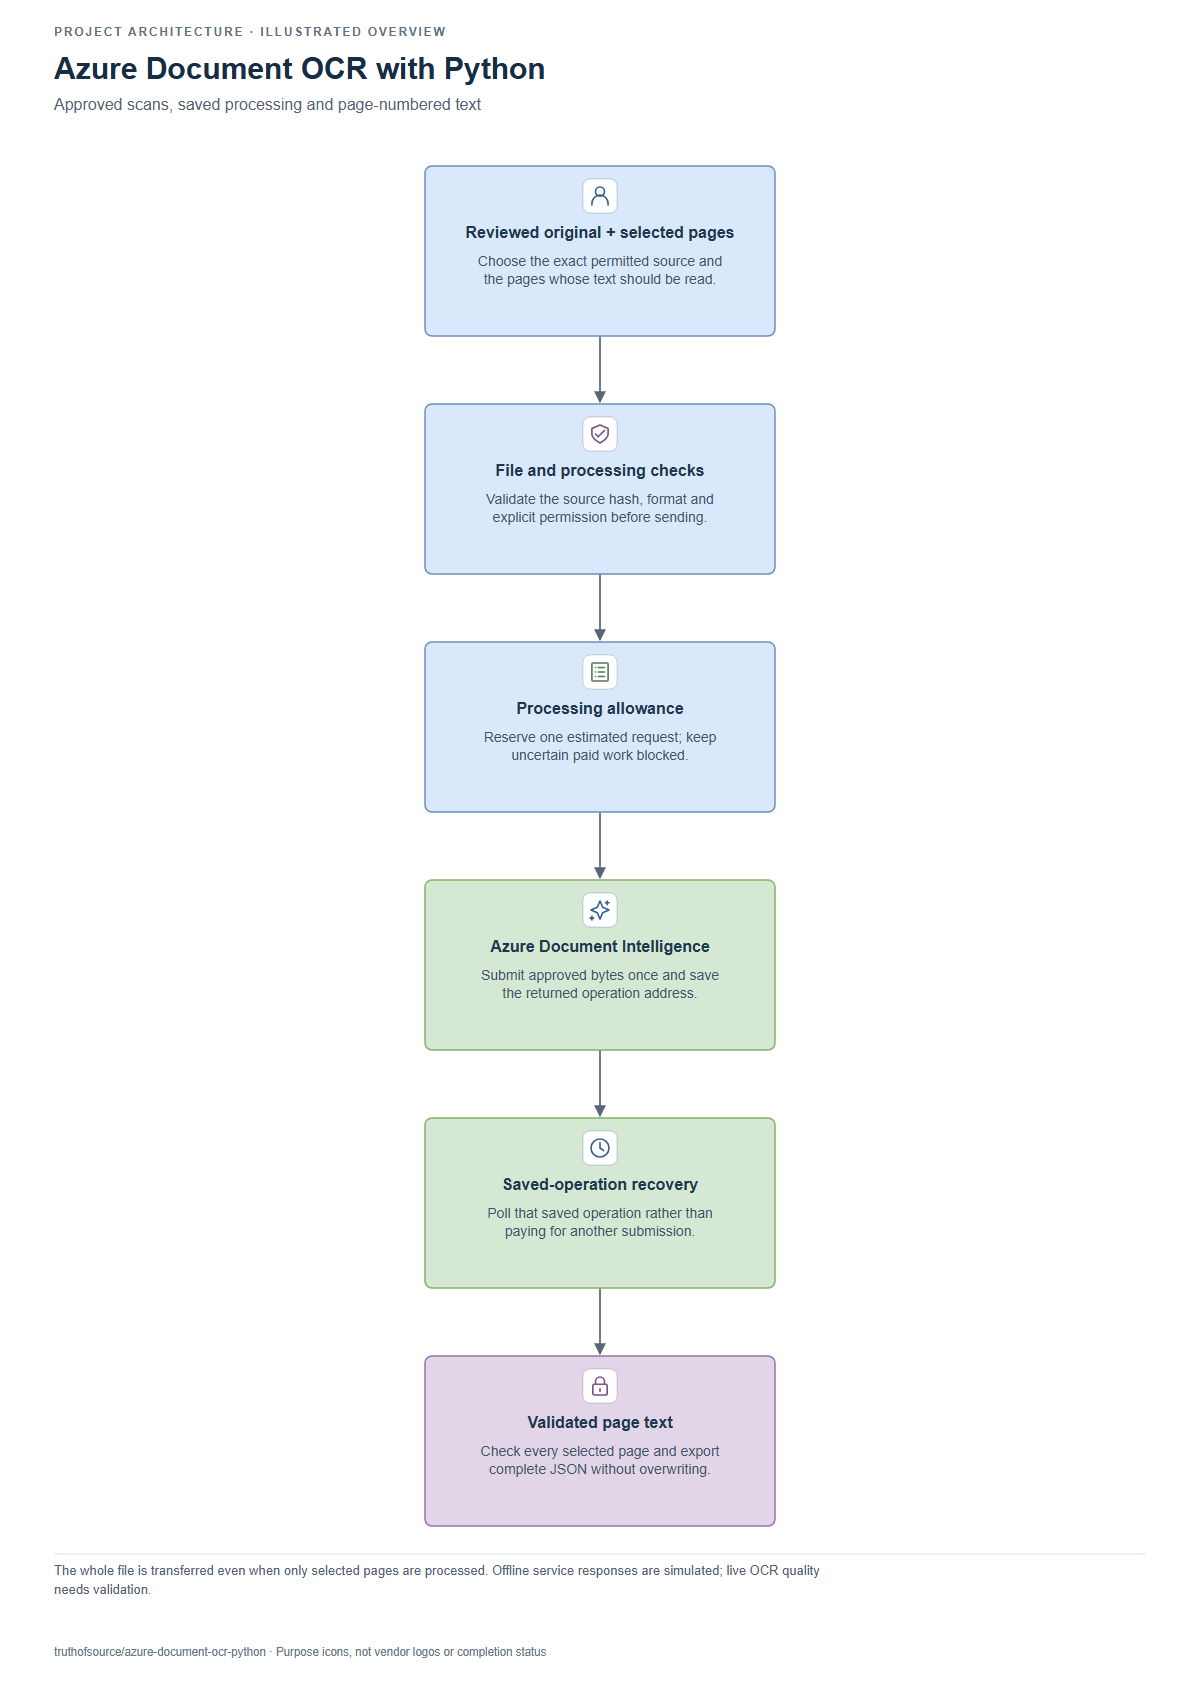 PROJECT ARCHITECTURE · ILLUSTRATED OVERVIEW
Azure Document OCR with Python
Approved scans, saved processing and page-numbered text
Reviewed original + selected pages
Choose the exact permitted source and
the pages whose text should be read.
File and processing checks
Validate the source hash, format and
explicit permission before sending.
Processing allowance
Reserve one estimated request; keep
uncertain paid work blocked.
Azure Document Intelligence
Submit approved bytes once and save
the returned operation address.
Saved-operation recovery
Poll that saved operation rather than
paying for another submission.
Validated page text
Check every selected page and export
complete JSON without overwriting.
The whole file is transferred even when only selected pages are processed. Offline service responses are simulated; live OCR quality
needs validation.
truthofsource/azure-document-ocr-python · Purpose icons, not vendor logos or completion status